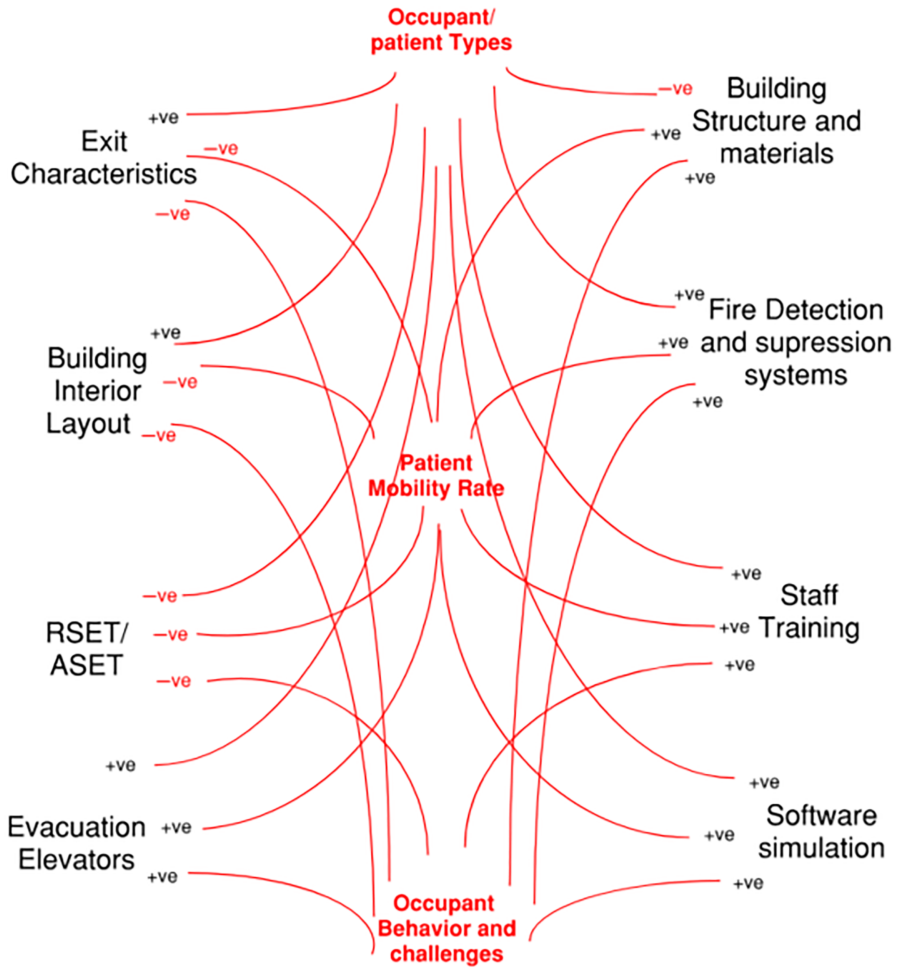 Occupant/
patient Types
+ve
Exit
Characteristics
−ve
−ve
−ve
Building
Structure and
materials
+ve
+ve
+ve
Building
Interior
Layout
−ve
−ve
+ve
Fire Detection
and supression
systems
+ve
+ve
Patient
Mobility Rate
−ve
RSET/
ASET
−ve
−ve
+ve
Staff
Training
+ve
+ve
+ve
Evacuation
Elevators
+ve
+ve
+ve
Software
simulation
+ve
+ve
Occupant
Behavior and
challenges